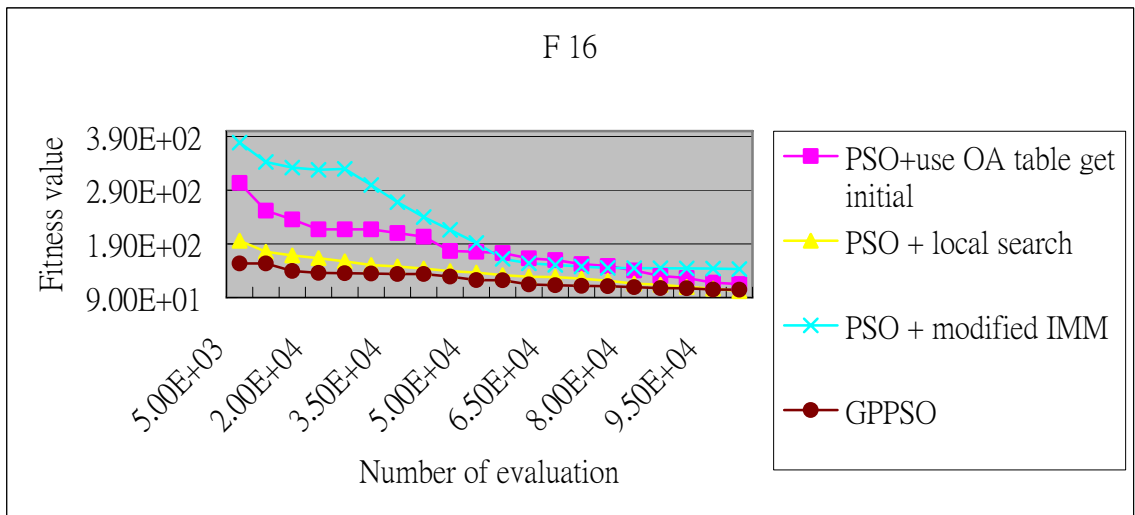 F 16
Fitness value
3.90E+02
2.90E+02
1.90E+02
9.00E+01
5.00E+03
2.00E+04
3.50E+04
5.00E+04
6.50E+04
8.00E+04
9.50E+04
Number of evaluation
PSO+use OA table get
initial
PSO + local search
PSO + modified IMM
GPPSO